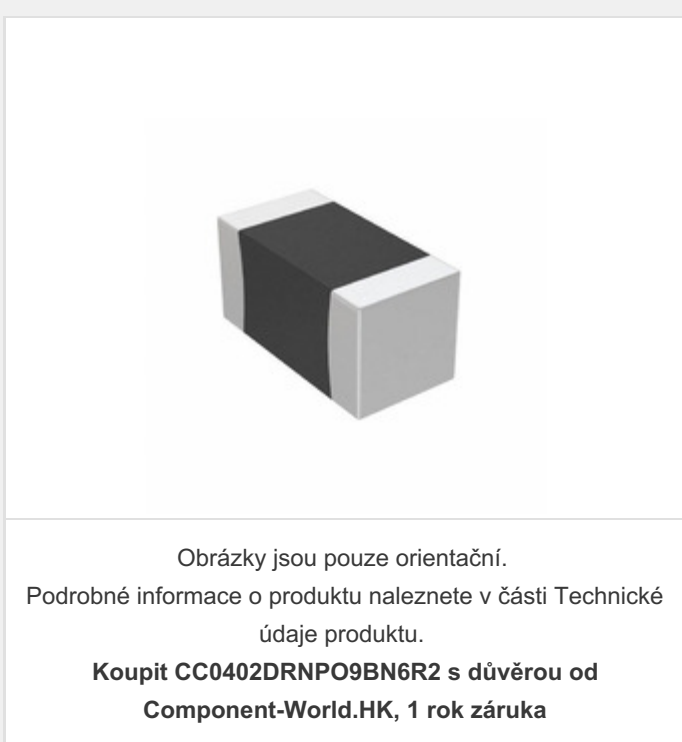 Obrázky jsou pouze orientační.
Podrobné informace o produktu naleznete v části Technické
údaje produktu.
Koupit CC0402DRNPO9BN6R2 s důvěrou od
Component-World.HK, 1 rok záruka